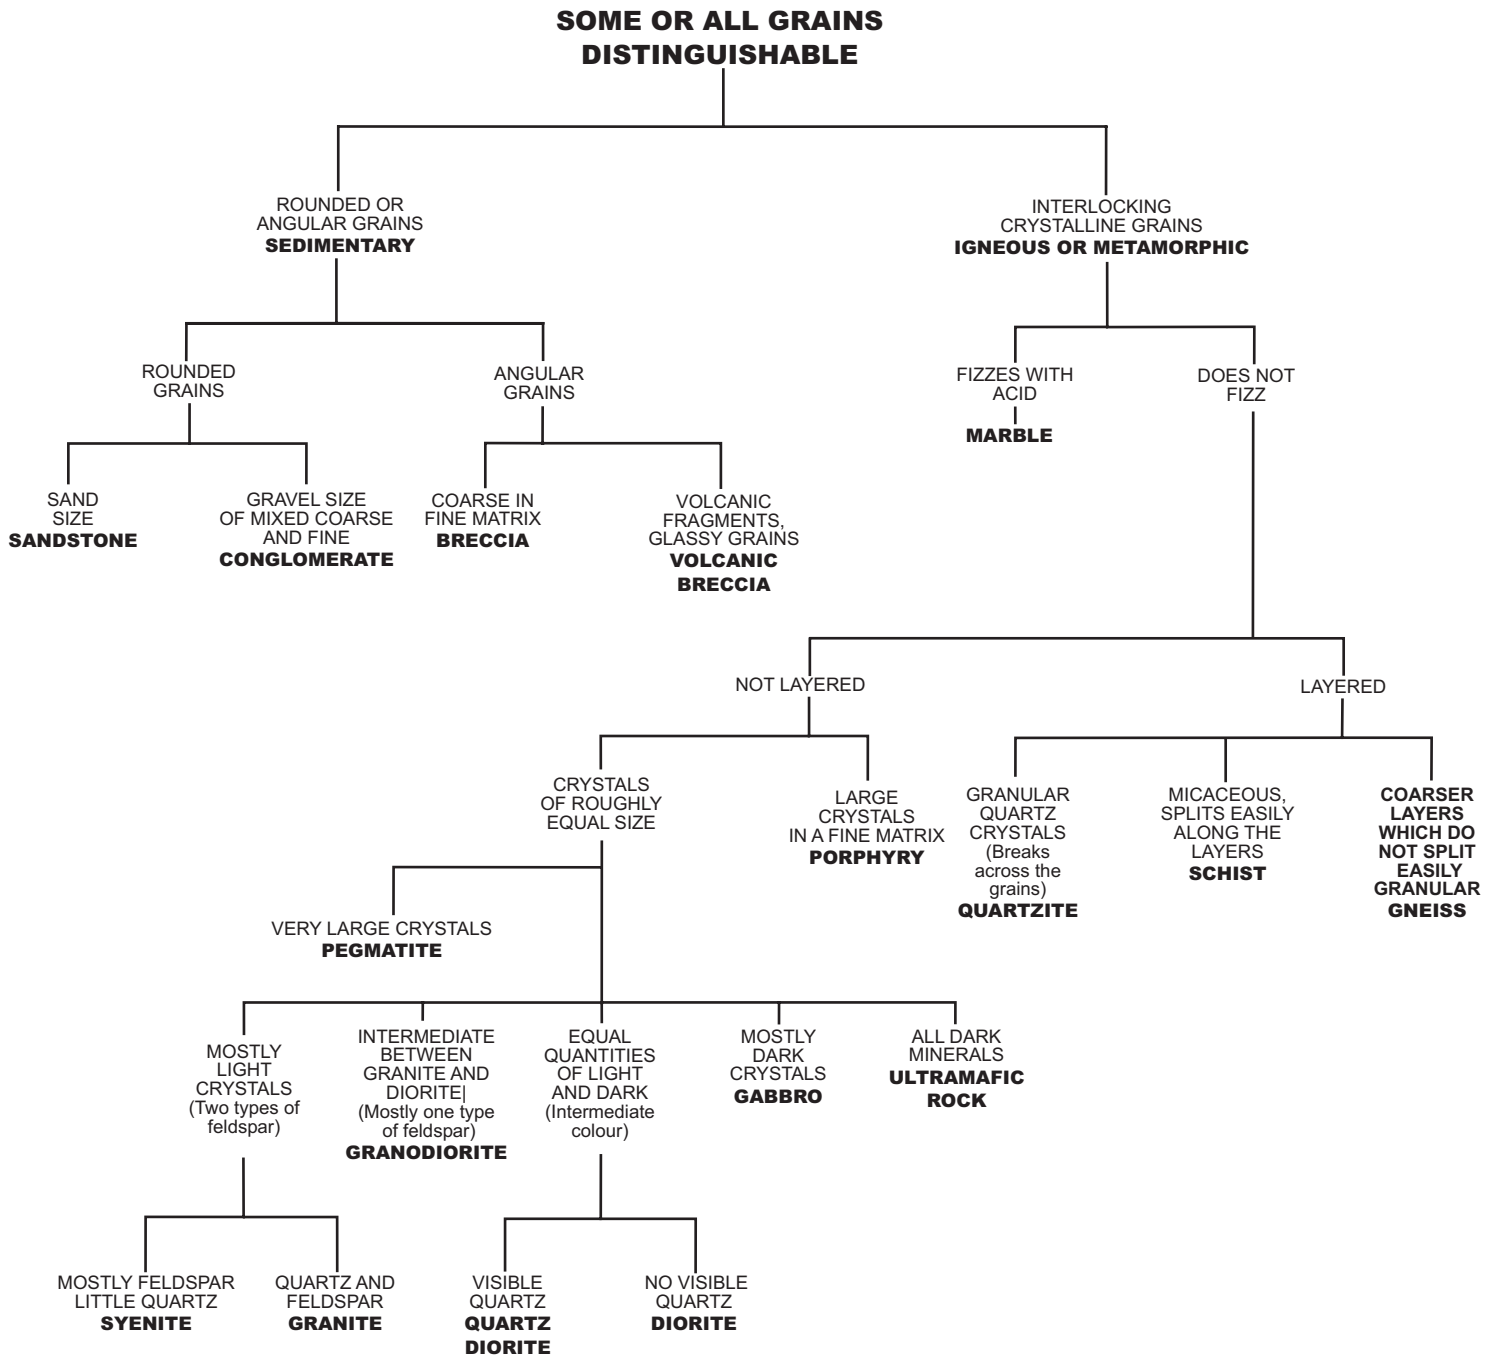 SOME OR ALL GRAINS
DISTINGUISHABLE
ROUNDED OR
ANGULAR GRAINS
SEDIMENTARY
INTERLOCKING
CRYSTALLINE GRAINS
IGNEOUS OR METAMORPHIC
ROUNDED
GRAINS
ANGULAR
GRAINS
FIZZES WITH
ACID
MARBLE
DOES NOT
FIZZ
SAND
SIZE
SANDSTONE
GRAVEL SIZE
OF MIXED COARSE
AND FINE
CONGLOMERATE
COARSE IN
FINE MATRIX
BRECCIA
VOLCANIC
FRAGMENTS,
GLASSY GRAINS
VOLCANIC
BRECCIA
NOT LAYERED
LAYERED
CRYSTALS
OF ROUGHLY
EQUAL SIZE
LARGE
CRYSTALS
IN A FINE MATRIX
PORPHYRY
GRANULAR
QUARTZ
CRYSTALS
(Breaks
across the
grains)
QUARTZITE
MICACEOUS,
SPLITS EASILY
ALONG THE
LAYERS
SCHIST
COARSER
LAYERS
WHICH DO
NOT SPLIT
EASILY
GRANULAR
GNEISS
VERY LARGE CRYSTALS
PEGMATITE
MOSTLY
LIGHT
CRYSTALS
(Two types of
feldspar)
INTERMEDIATE
BETWEEN
GRANITE AND
DIORITE|
(Mostly one type
of feldspar)
GRANODIORITE
EQUAL
QUANTITIES
OF LIGHT
AND DARK
(Intermediate
colour)
MOSTLY
DARK
CRYSTALS
GABBRO
ALL DARK
MINERALS
ULTRAMAFIC
ROCK
MOSTLY FELDSPAR
LITTLE QUARTZ
SYENITE
QUARTZ AND
FELDSPAR
GRANITE
VISIBLE
QUARTZ
QUARTZ
DIORITE
NO VISIBLE
QUARTZ
DIORITE